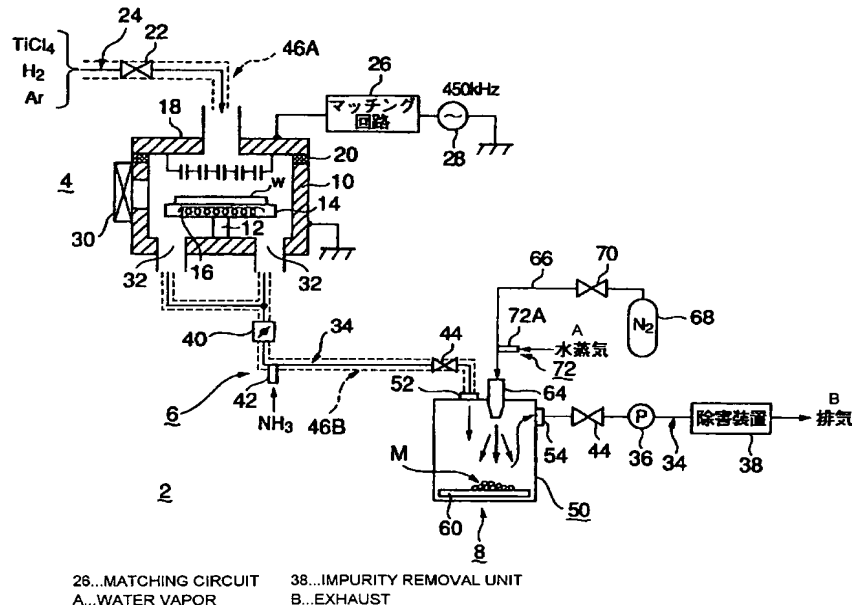 TiCl4
H2
Ar
24
22
46A
26
マッチング
回路
450kHz
28
18
20
4
W
10
14
12
30
16
32
32
66
70
N2
68
72A
A
水蒸気
72
40
34
44
52
64
6
42
NH3
46B
54
44
P
36
34
除害装置
38
B
排気
M
2
60
50
8
26...MATCHING CIRCUIT
38...IMPURITY REMOVAL UNIT
A...WATER VAPOR
B...EXHAUST